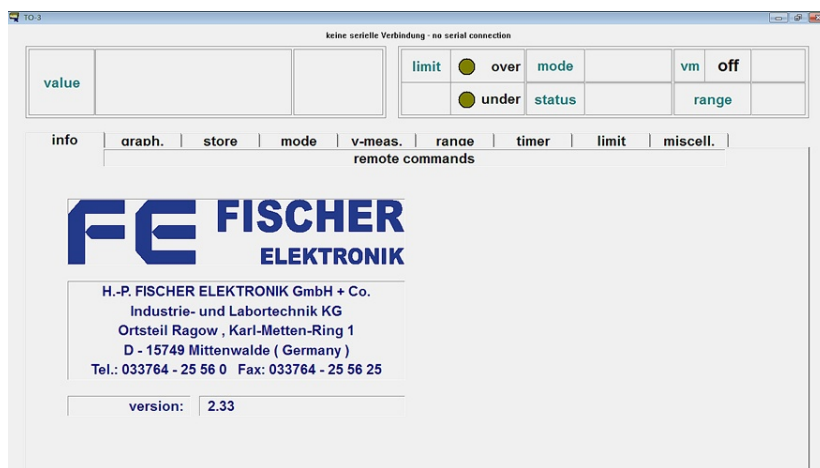 TO-3
keine serielle Verbindung - no serial connection
value
limit over mode vm off
under status range
info graph. store mode v-meas. range timer limit miscell.
remote commands
FE FISCHER
ELEKTRONIK
H.-P. FISCHER ELEKTRONIK GmbH + Co.
Industrie- und Labortechnik KG
Ortsteil Ragow , Karl-Metten-Ring 1
D - 15749 Mittenwalde ( Germany )
Tel.: 033764 - 25 56 0 Fax: 033764 - 25 56 25
version: 2.33